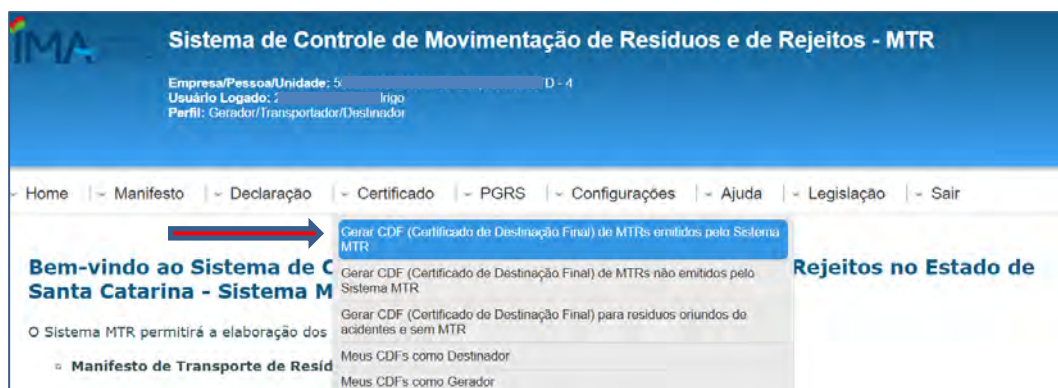 IMA
Sistema de Controle de Movimentação de Resíduos e de Rejeitos - MTR
Empresa/Pessoa/Unidade: 5 D - 4
Usuário Logado: lrigo
Perfil: Gerador/Transportador/Destinador
Home Manifesto Declaração Certificado PGRS Configurações Ajuda Legislação Sair
Gerar CDF (Certificado de Destinação Final) de MTRs emitidos pelo Sistema
MTR
Bem-vindo ao Sistema de C Rejeitos no Estado de
Santa Catarina - Sistema M
Gerar CDF (Certificado de Destinação Final) de MTRs não emitidos pelo
Sistema MTR
Gerar CDF (Certificado de Destinação Final) para resíduos oriundos de
acidentes e sem MTR
O Sistema MTR permitirá a elaboração dos
Meus CDFs como Destinador
Manifesto de Transporte de Resíd
Meus CDFs como Gerador